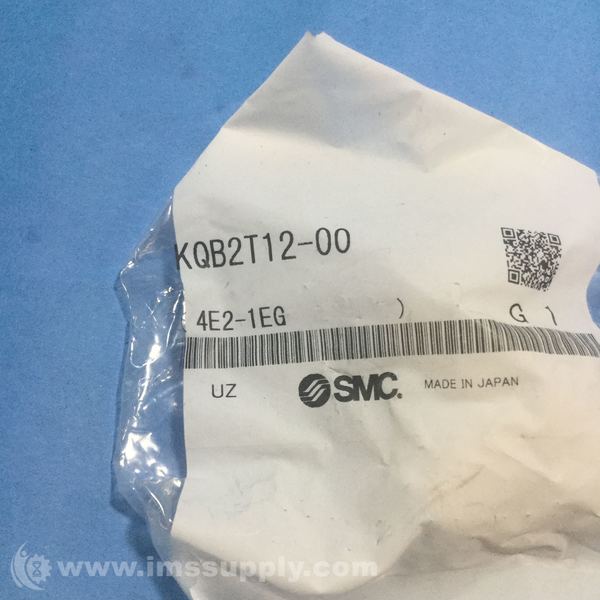 KQB2T12-00
4E2-1EG ) G 1
UZ SMC. MADE IN JAPAN
www.imssupply.com